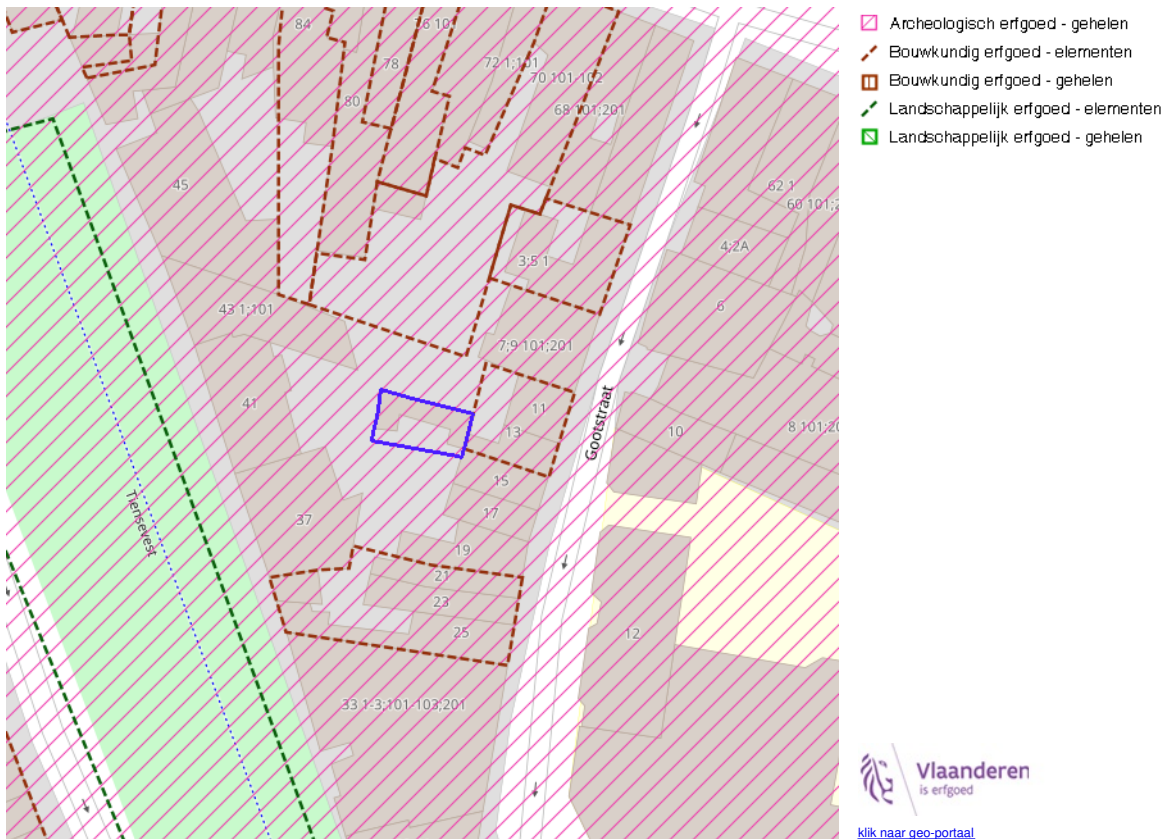 Archeologisch erfgoed - gehelen
Bouwkundig erfgoed - elementen
Bouwkundig erfgoed - gehelen
Landschappelijk erfgoed - elementen
Landschappelijk erfgoed - gehelen
84
76 10
78
72 1;101
70 101-102
80
68 101;201
45
62 1
60 101;2
4;2A
3;5 1
43 1;101
6
7;9 101;201
41
11
13
Gootstraat
10
8 101;20
15
17
Tiensevest
37
19
21
23
25
12
33 1-3;101-103;201
Vlaanderen
is erfgoed
klik naar geo-portaal